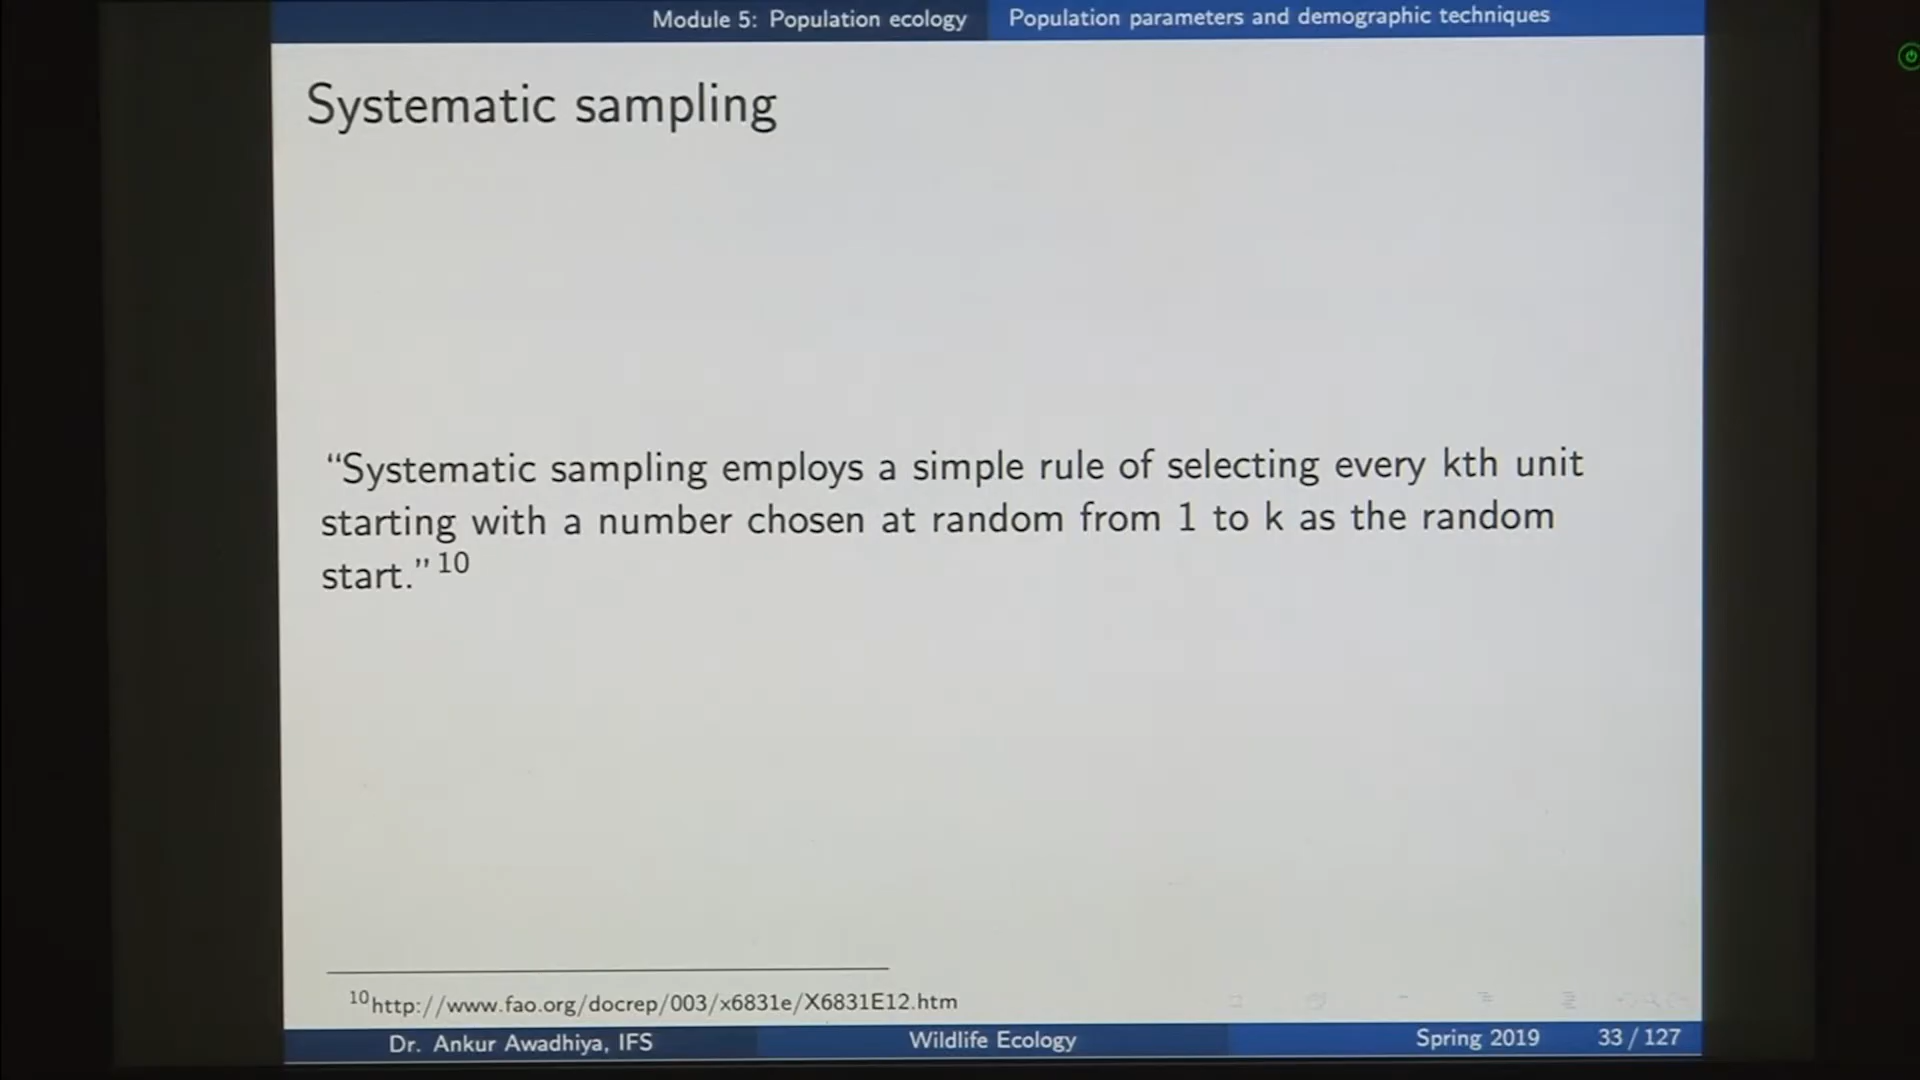 Module 5: Population ecology
Population parameters and demographic techniques
Systematic sampling
“Systematic sampling employs a simple rule of selecting every kth unit
starting with a number chosen at random from 1 to k as the random
start.”10
10http://www.fao.org/docrep/003/x6831e/X6831E12.htm
Dr. Ankur Awadhiya, IFS
Wildlife Ecology
Spring 2019
33 / 127